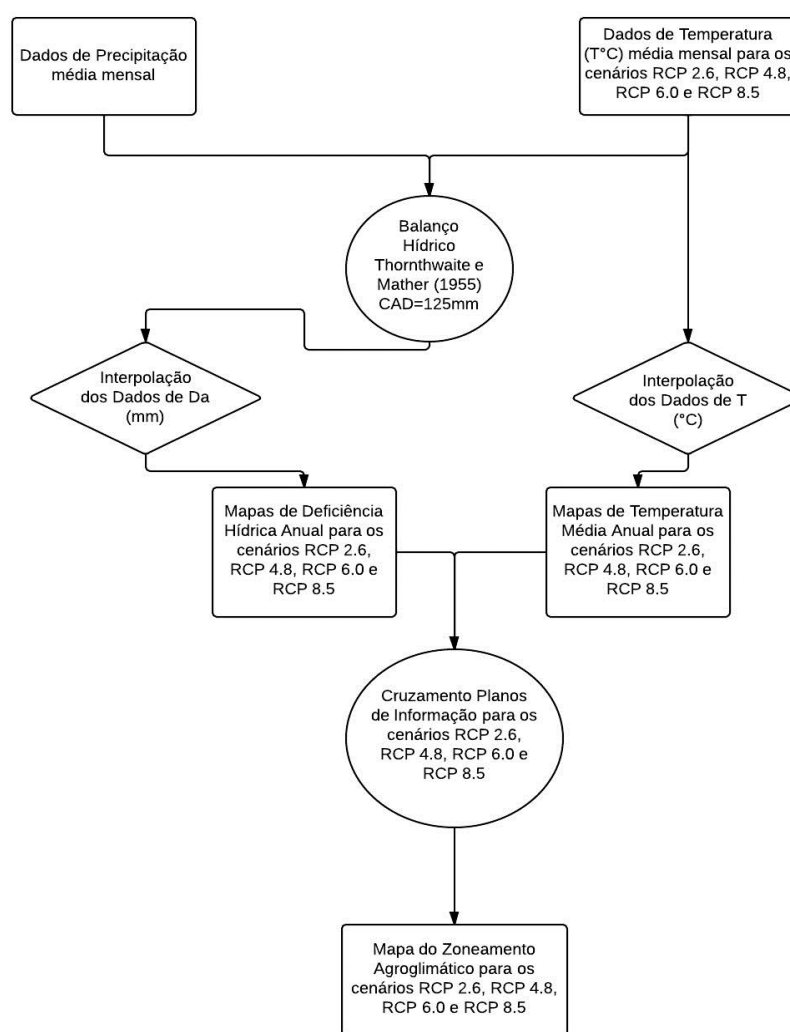 Dados de Precipitação
média mensal
Dados de Temperatura
(T°C) média mensal para os
cenários RCP 2.6, RCP 4.8,
RCP 6.0 e RCP 8.5
Balanço
Hídrico
Thornthwaite e
Mather (1955)
CAD=125mm
Interpolação
dos Dados de Da
(mm)
Interpolação
dos Dados de T
(°C)
Mapas de Deficiência
Hídrica Anual para os
cenários RCP 2.6,
RCP 4.8, RCP 6.0 e
RCP 8.5
Mapas de Temperatura
Média Anual para os
cenários RCP 2.6,
RCP 4.8, RCP 6.0 e
RCP 8.5
Cruzamento Planos
de Informação para os
cenários RCP 2.6,
RCP 4.8, RCP 6.0 e
RCP 8.5
Mapa do Zoneamento
Agroglimático para os
cenários RCP 2.6, RCP 4.8,
RCP 6.0 e RCP 8.5